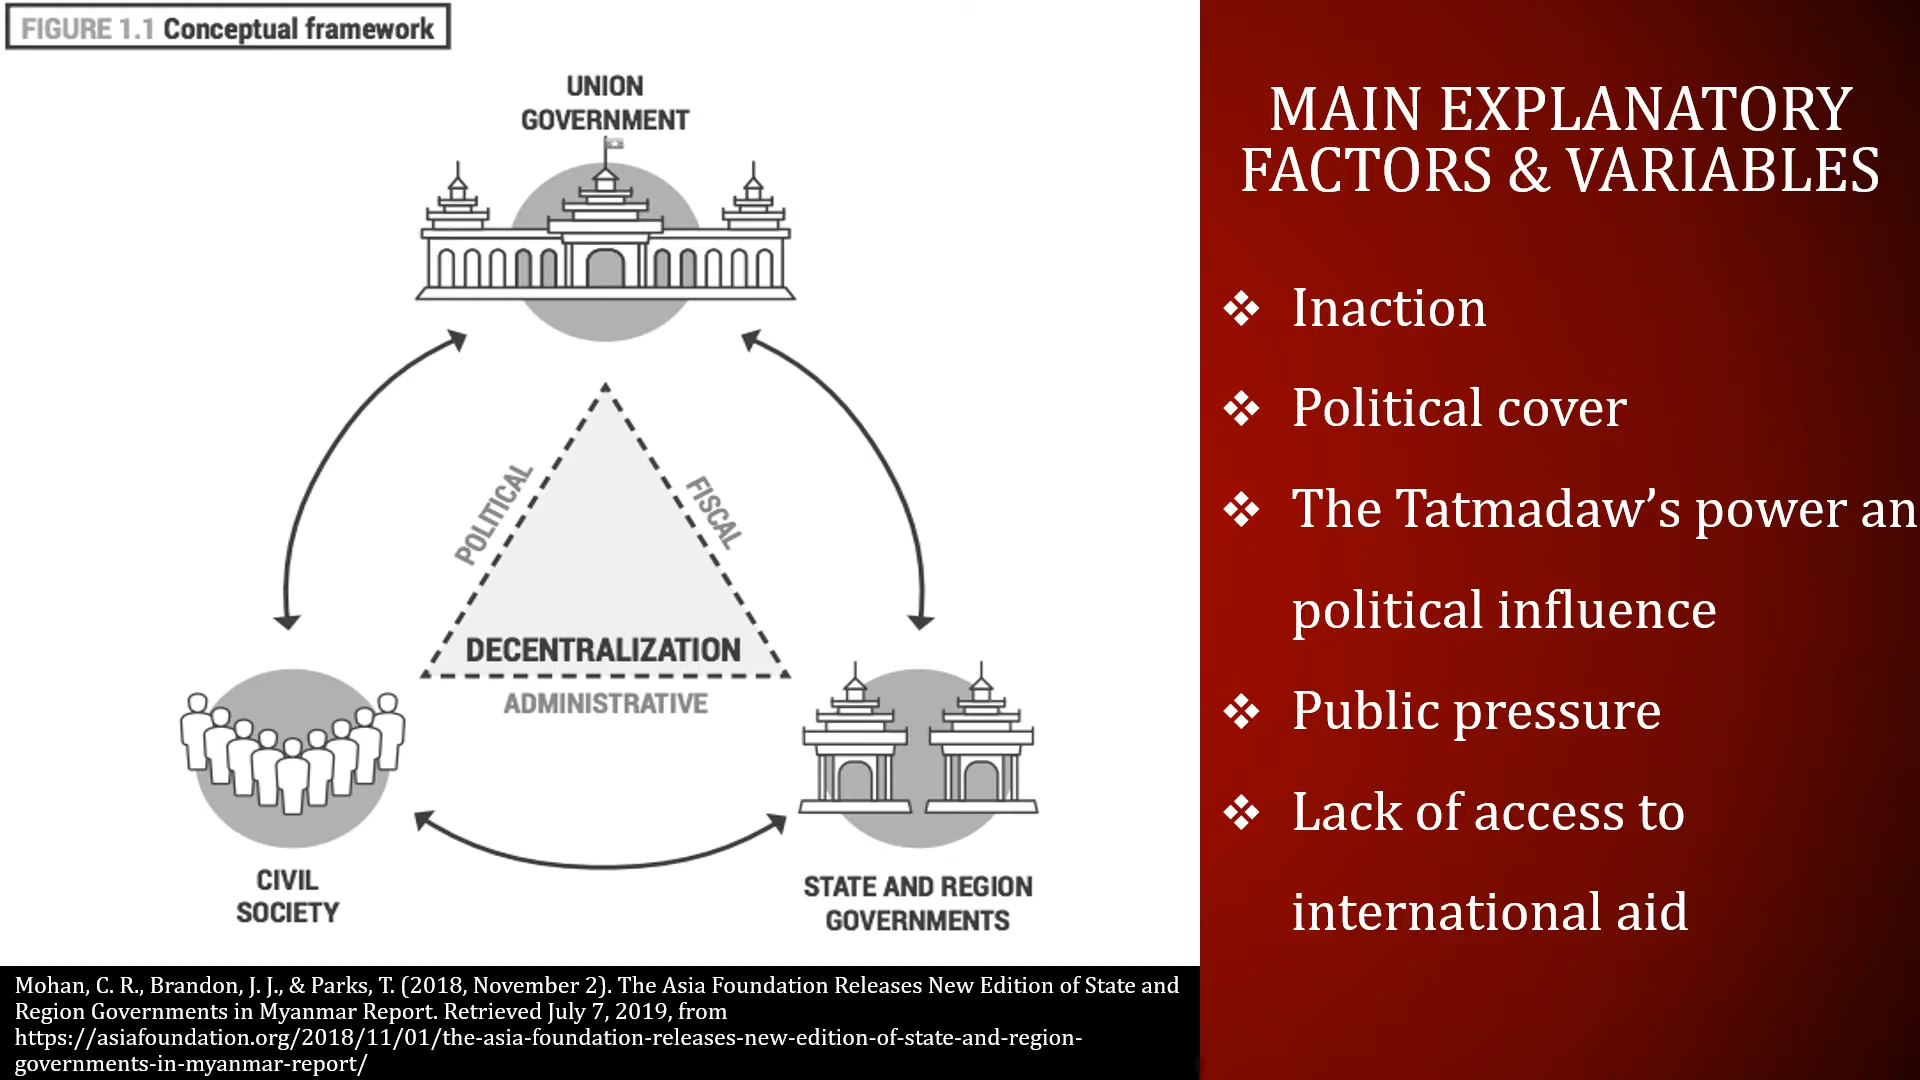 FIGURE 1.1 Conceptual framework
UNION
GOVERNMENT
POLITICAL
FISCAL
DECENTRALIZATION
ADMINISTRATIVE
CIVIL
SOCIETY
STATE AND REGION
GOVERNMENTS
Mohan, C. R., Brandon, J. J., & Parks, T. (2018, November 2). The Asia Foundation Releases New Edition of State and
Region Governments in Myanmar Report. Retrieved July 7, 2019, from
https://asiafoundation.org/2018/11/01/the-asia-foundation-releases-new-edition-of-state-and-region-
governments-in-myanmar-report/
MAIN EXPLANATORY
FACTORS & VARIABLES
❖ Inaction
❖ Political cover
❖ The Tatmadaw’s power an
political influence
❖ Public pressure
❖ Lack of access to
international aid